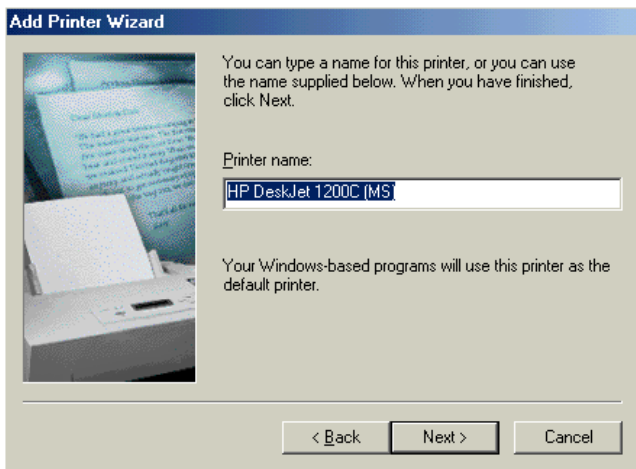 Add Printer Wizard
You can type a name for this printer, or you can use
the name supplied below. When you have finished,
click Next.
Printer name:
HP DeskJet 1200C (MS)
Your Windows-based programs will use this printer as the
default printer.
< Back
Next >
Cancel